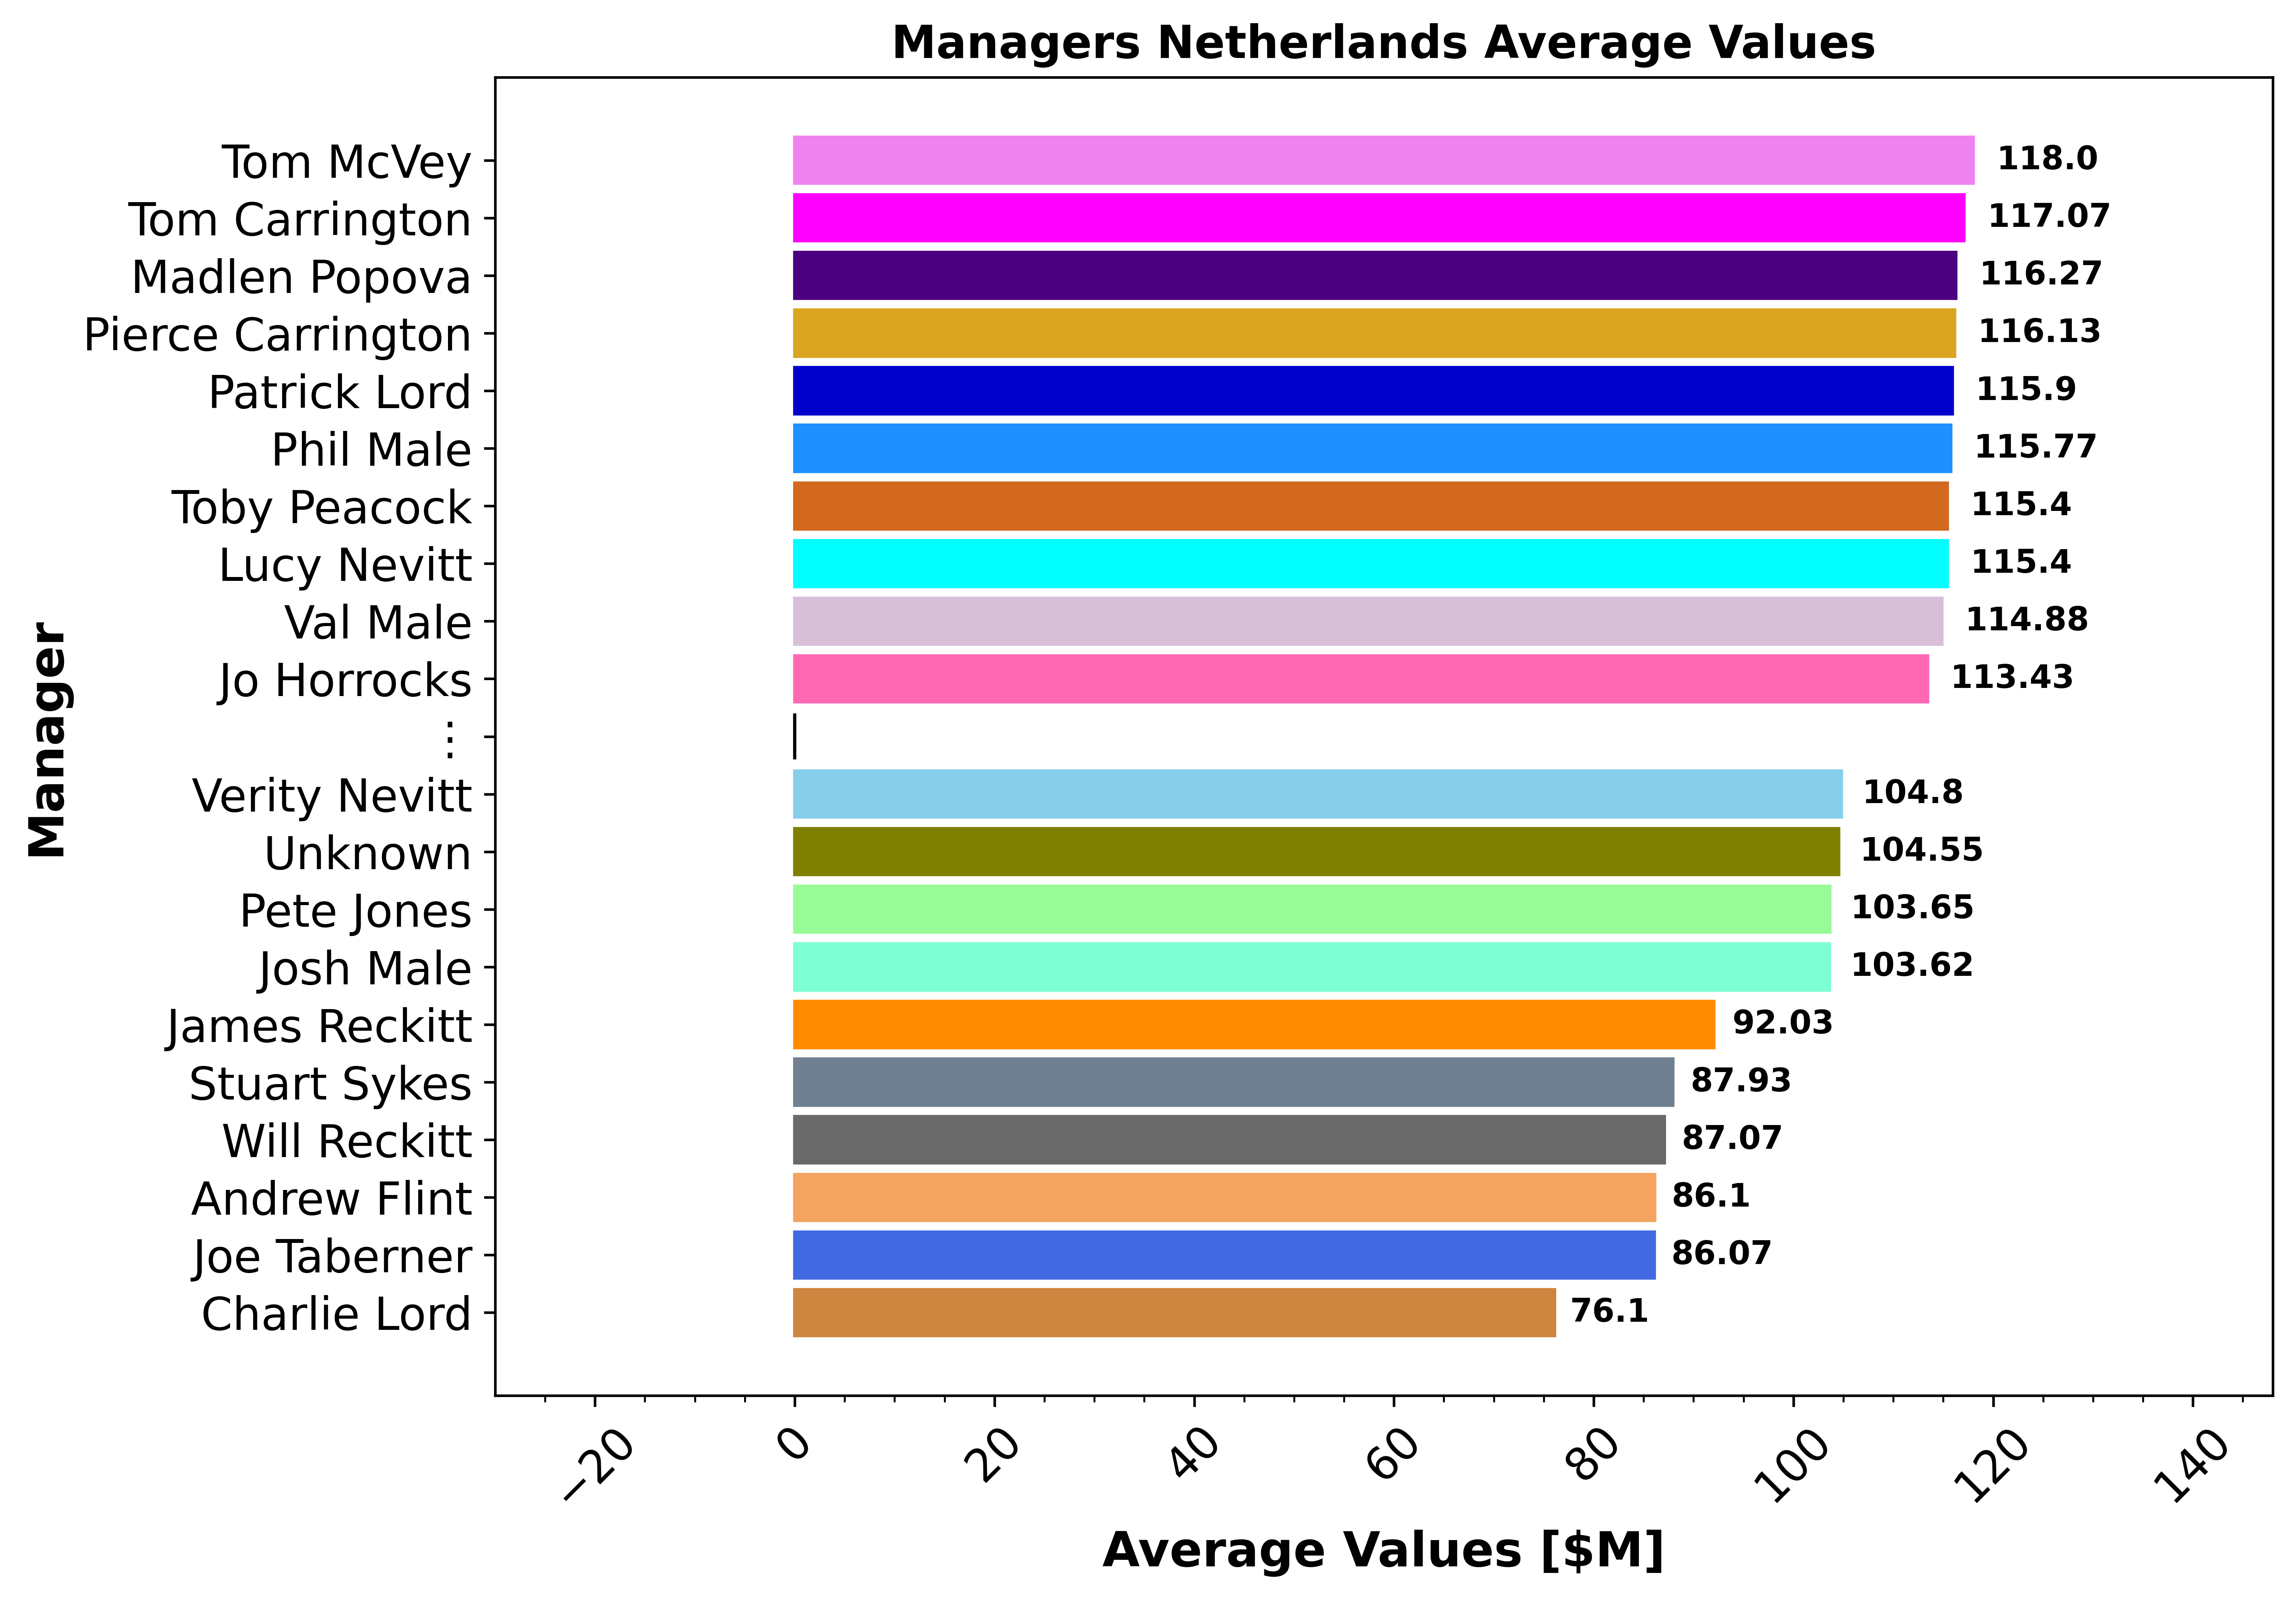 Managers Netherlands Average Values
Manager
Tom McVey 118.0
Tom Carrington 117.07
Madlen Popova 116.27
Pierce Carrington 116.13
Patrick Lord 115.9
Phil Male 115.77
Toby Peacock 115.4
Lucy Nevitt 115.4
Val Male 114.88
Jo Horrocks 113.43
⋮
Verity Nevitt 104.8
Unknown 104.55
Pete Jones 103.65
Josh Male 103.62
James Reckitt 92.03
Stuart Sykes 87.93
Will Reckitt 87.07
Andrew Flint 86.1
Joe Taberner 86.07
Charlie Lord 76.1
−20 0 20 40 60 80 100 120 140
Average Values [$M]